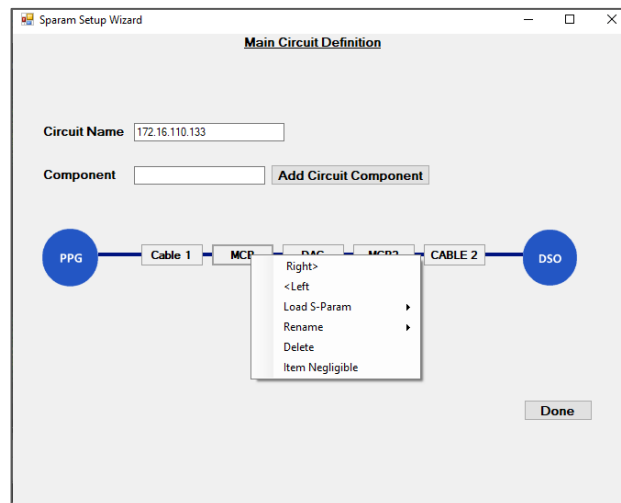 Sparam Setup Wizard
Main Circuit Definition
Circuit Name 172.16.110.133
Component Add Circuit Component
PPG Cable 1 CABLE 2 DSO
Right>
<Left
Load S-Param
Rename
Delete
Item Negligible
Done